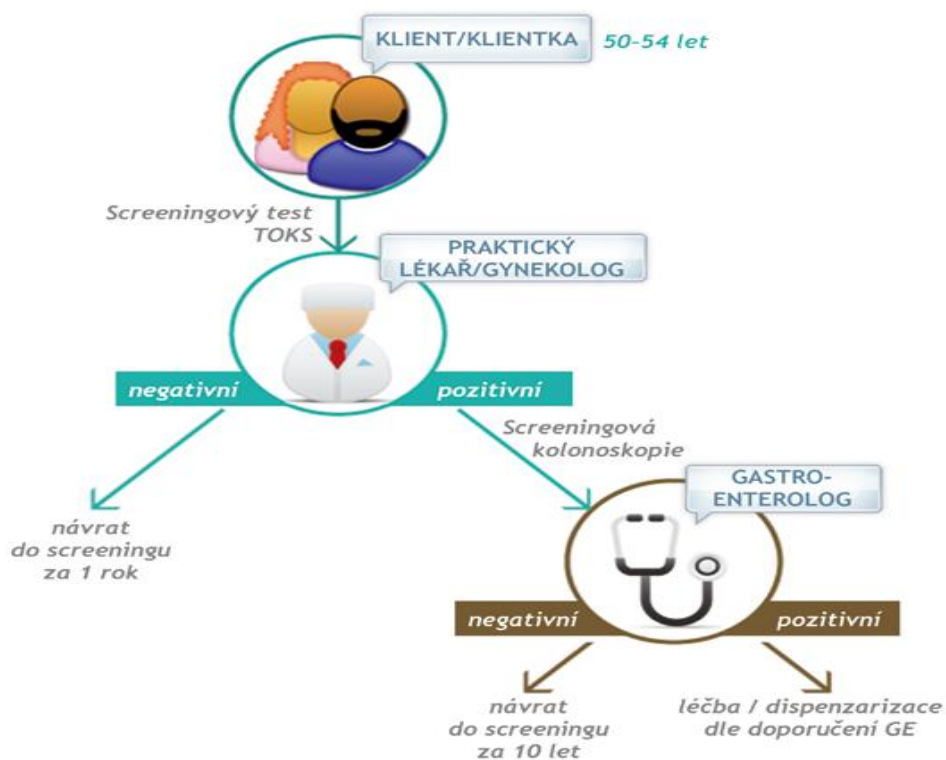 KLIENT/KLIENTKA
50-54 let
Screeningový test
TOKS
PRAKTICKÝ
LÉKAŘ/GYNEKOLOG
negativní
pozitivní
Screeningová
kolonoskopie
návrat
do screeningu
za 1 rok
GASTRO-
ENTEROLOG
negativní
pozitivní
návrat
do screeningu
za 10 let
léčba / dispenzarizace
dle doporučení GE